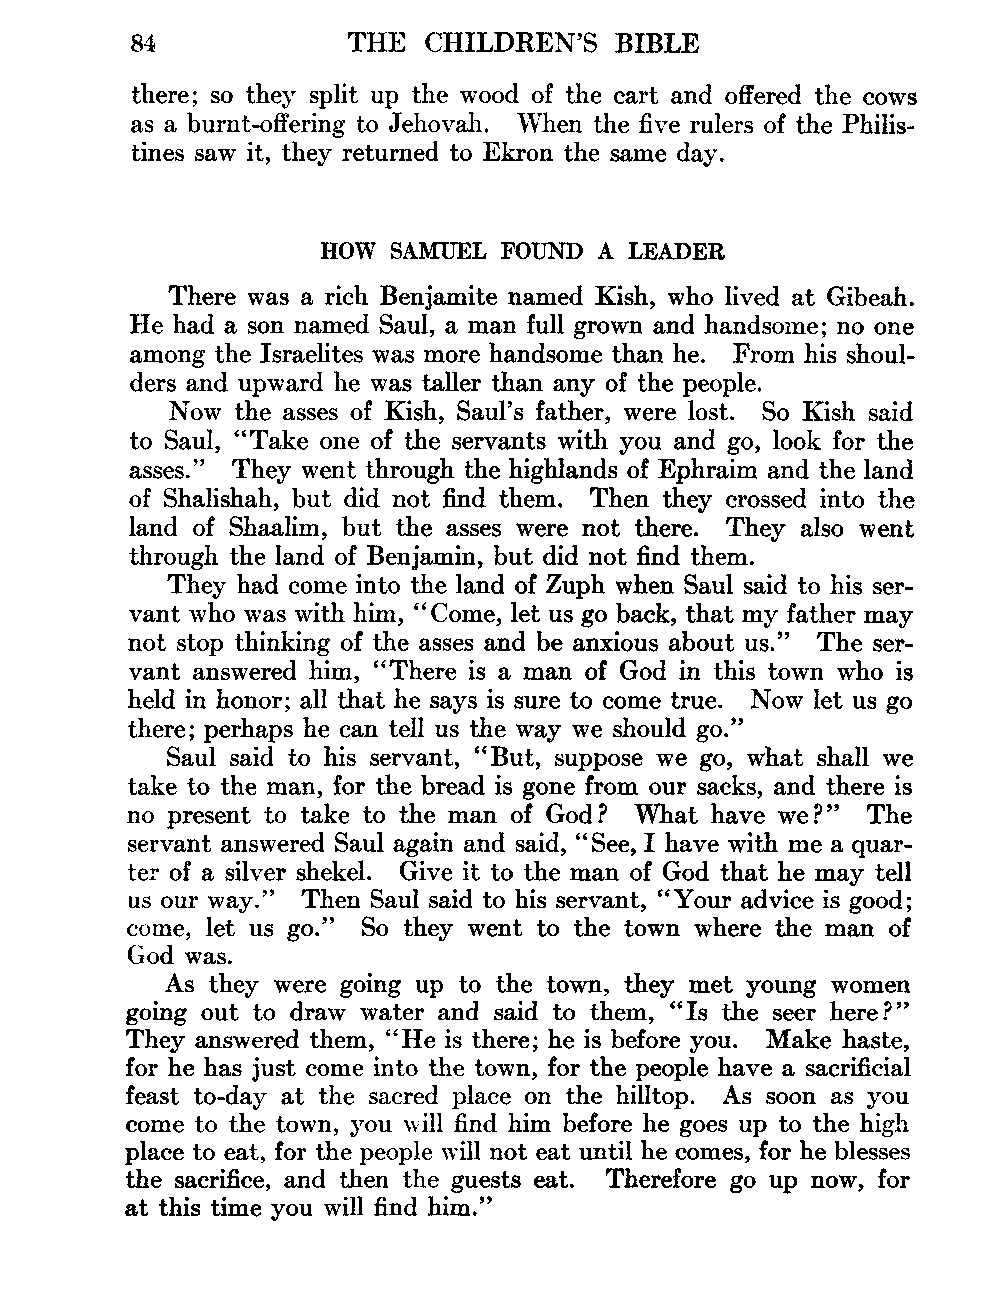 84 THE CHILDREN'S BIBLE
there; so they split up the wood of the cart and offered the cows
as a burnt-offering to Jehovah. When the five rulers of the Philis-
tines saw it, they returned to Ekron the same day.
HOW SAMUEL FOUND A LEADER
There was a rich Benjamite named Kish, who lived at Gibeah.
He had a son named Saul, a man full grown and handsome; no one
among the Israelites was more handsome than he. From his shoul-
ders and upward he was taller than any of the people.
Now the asses of Kish, Saul's father, were lost. So Kish said
to Saul, "Take one of the servants with you and go, look for the
asses." They went through the highlands of Ephraim and the land
of Shalishah, but did not find them. Then they crossed into the
land of Shaalim, but the asses were not there. They also went
through the land of Benjamin, but did not find them.
They had come into the land of Zuph when Saul said to his ser-
vant who was with him, "Come, let us go back, that my father may
not stop thinking of the asses and be anxious about us." The ser-
vant answered him, "There is a man of God in this town who is
held in honor; all that he says is sure to come true. Now let us go
there; perhaps he can tell us the way we should go."
Saul said to his servant, "But, suppose we go, what shall we
take to the man, for the bread is gone from our sacks, and there is
no present to take to the man of God? What have we?" The
servant answered Saul again and said, "See, I have with me a quar-
ter of a silver shekel. Give it to the man of God that he may tell
us our way." Then Saul said to his servant, "Your advice is good;
come, let us go." So they went to the town where the man of
God was.
As they were going up to the town, they met young women
going out to draw water and said to them, "Is the seer here?"
They answered them, "He is there; he is before you. Make haste,
for he has just come into the town, for the people have a sacrificial
feast to-day at the sacred place on the hilltop. As soon as you
come to the town, you will find him before he goes up to the high
place to eat, for the people will not eat until he comes, for he blesses
the sacrifice, and then the guests eat. Therefore go up now, for
at this time you will find him."